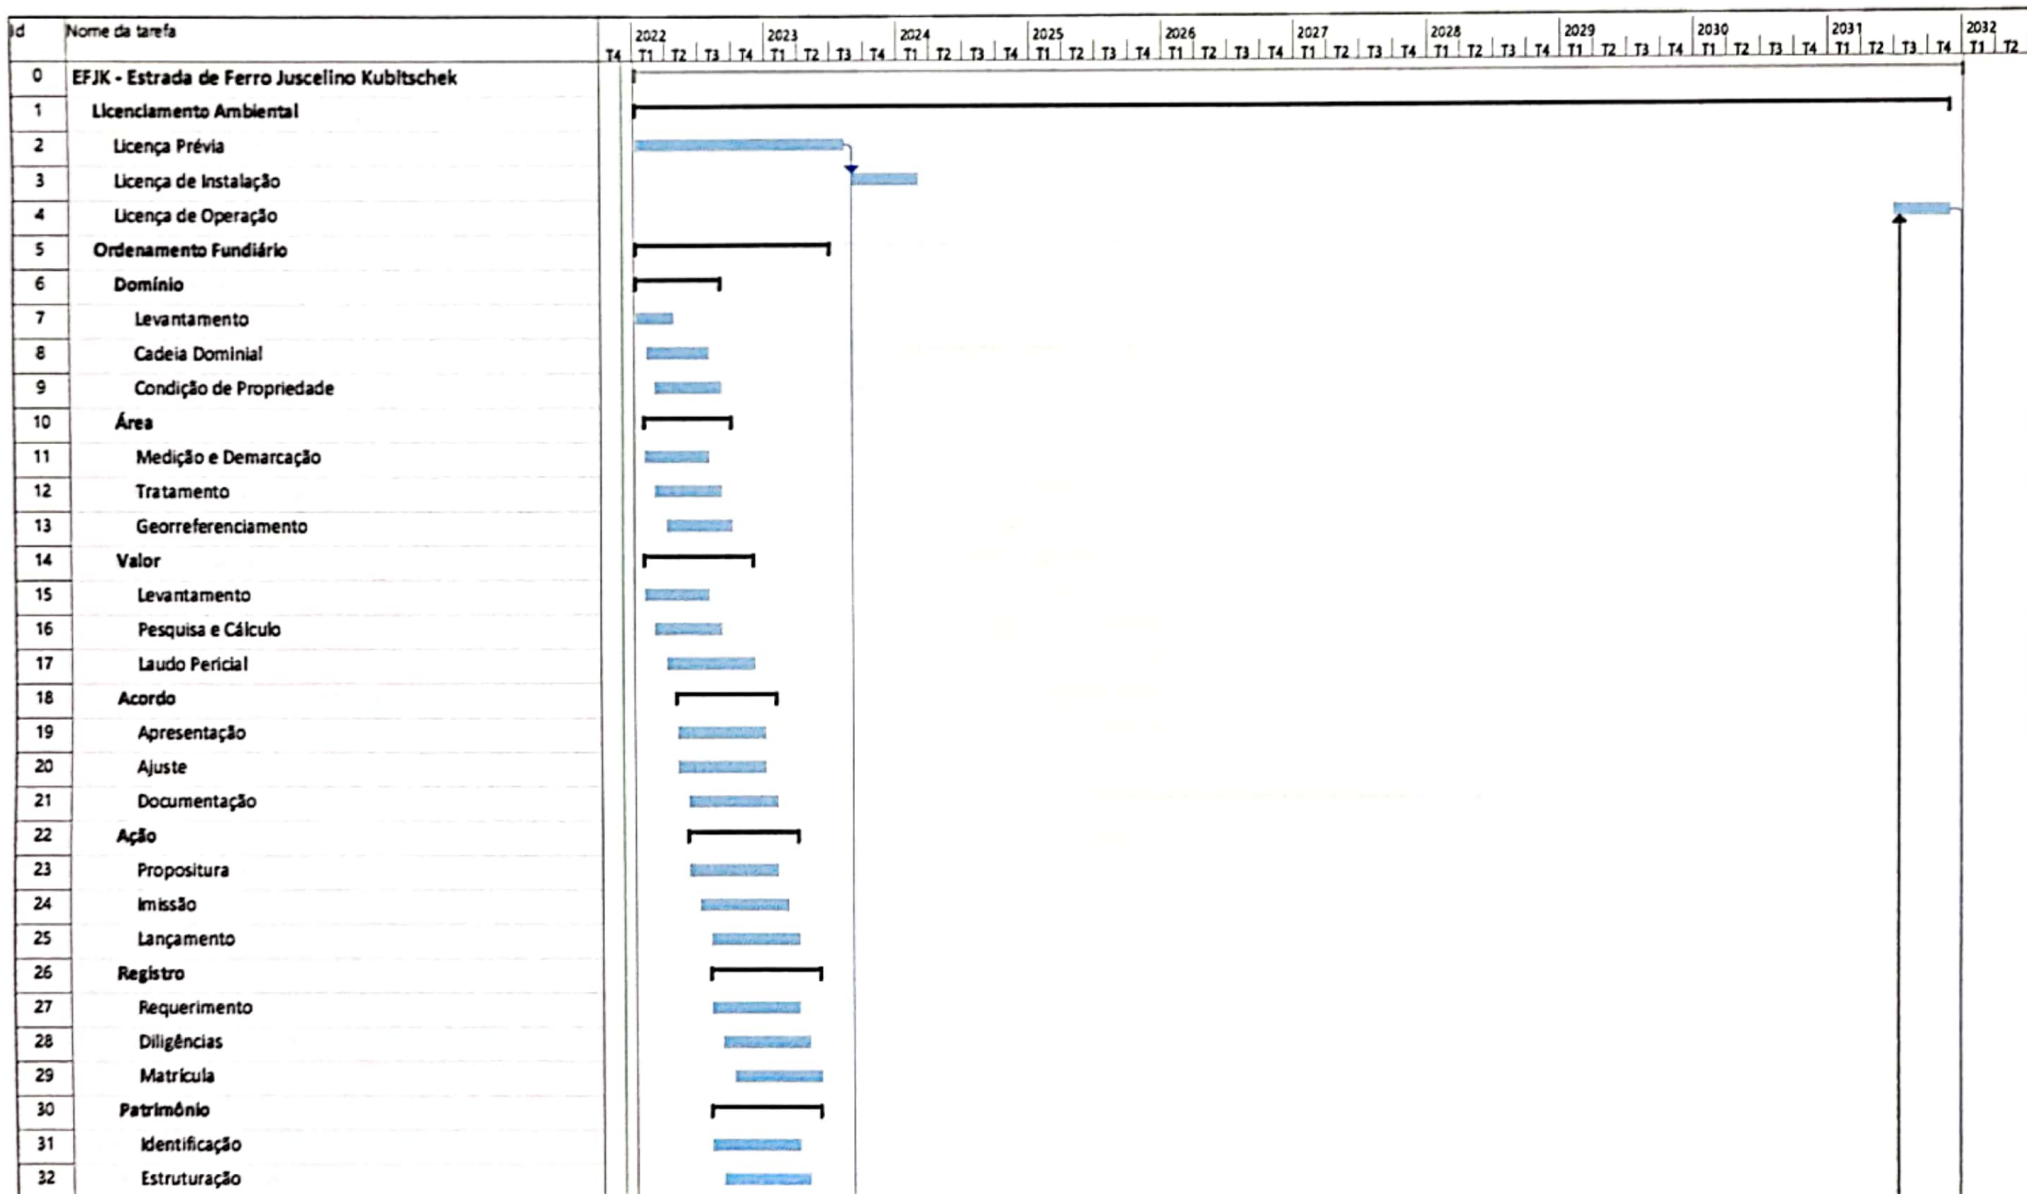 Id Nome da tarefa 2022 2023 2024 2025 2026 2027 2028 2029 2030 2031 2032
T4 T1 T2 T3 T4 T1 T2 T3 T4 T1 T2 T3 T4 T1 T2 T3 T4 T1 T2 T3 T4 T1 T2 T3 T4 T1 T2 T3 T4 T1 T2 T3 T4 T1 T2 T3 T4 T1 T2 T3 T4 T1 T2
0 EFJK - Estrada de Ferro Juscelino Kubitschek
1 Licenciamento Ambiental
2 Licença Prévia
3 Licença de Instalação
4 Licença de Operação
5 Ordenamento Fundiário
6 Domínio
7 Levantamento
8 Cadeia Dominial
9 Condição de Propriedade
10 Área
11 Medição e Demarcação
12 Tratamento
13 Georreferenciamento
14 Valor
15 Levantamento
16 Pesquisa e Cálculo
17 Laudo Pericial
18 Acordo
19 Apresentação
20 Ajuste
21 Documentação
22 Ação
23 Propositura
24 Imissão
25 Lançamento
26 Registro
27 Requerimento
28 Diligências
29 Matrícula
30 Patrimônio
31 Identificação
32 Estruturação